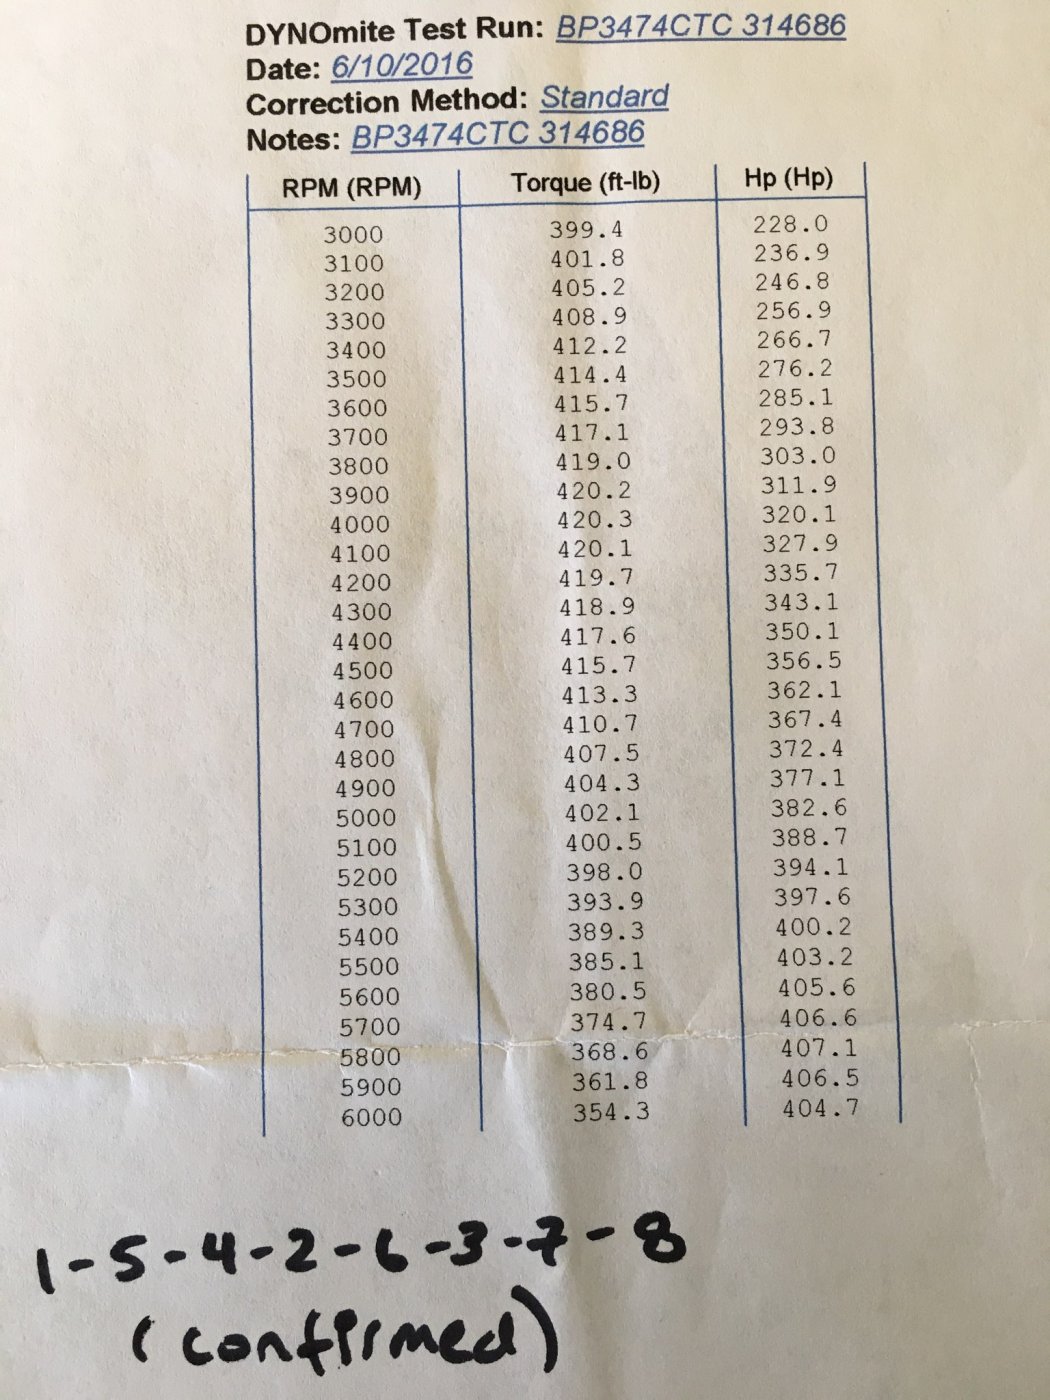 DYNOmite Test Run: BP3474CTC 314686
Date: 6/10/2016
Correction Method: Standard
Notes: BP3474CTC 314686
RPM (RPM) Torque (ft-lb) Hp (Hp)
3000 399.4 228.0
3100 401.8 236.9
3200 405.2 246.8
3300 408.9 256.9
3400 412.2 266.7
3500 414.4 276.2
3600 415.7 285.1
3700 417.1 293.8
3800 419.0 303.0
3900 420.2 311.9
4000 420.3 320.1
4100 420.1 327.9
4200 419.7 335.7
4300 418.9 343.1
4400 417.6 350.1
4500 415.7 356.5
4600 413.3 362.1
4700 410.7 367.4
4800 407.5 372.4
4900 404.3 377.1
5000 402.1 382.6
5100 400.5 388.7
5200 398.0 394.1
5300 393.9 397.6
5400 389.3 400.2
5500 385.1 403.2
5600 380.5 405.6
5700 374.7 406.6
5800 368.6 407.1
5900 361.8 406.5
6000 354.3 404.7
1-5-4-2-6-3-7-8
(confirmed)